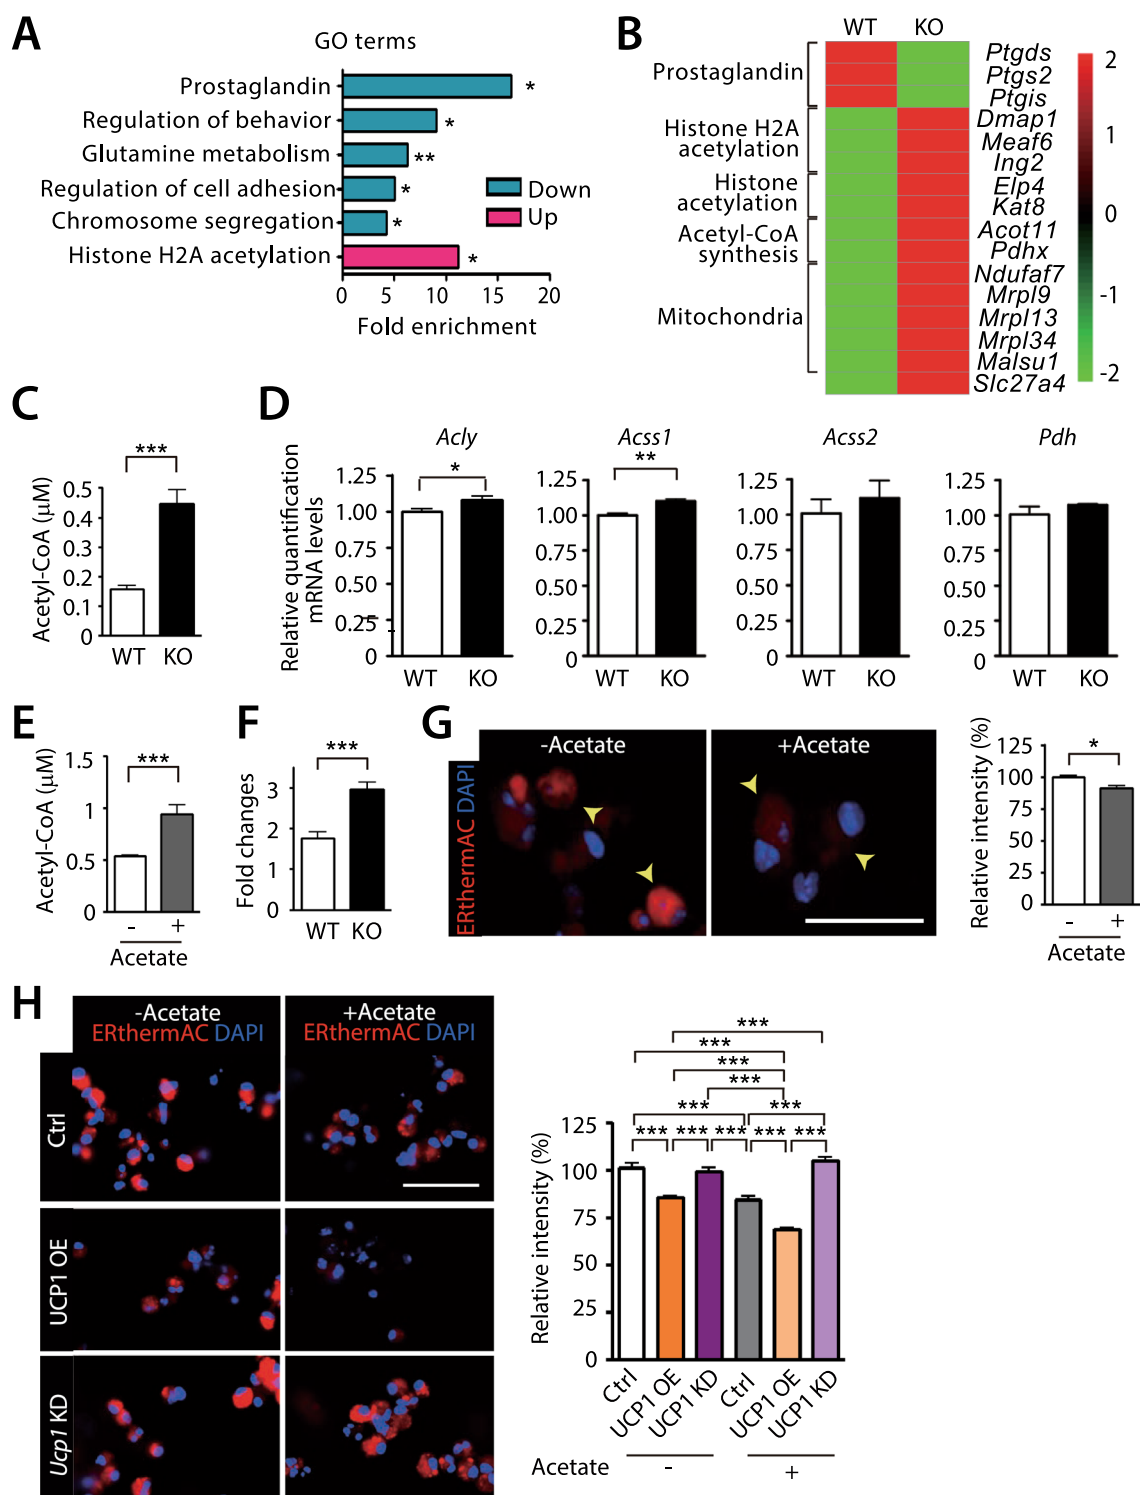 A
GO terms
Prostaglandin
*
Regulation of behavior
*
Glutamine metabolism
**
Regulation of cell adhesion
*
Chromosome segregation
*
Histone H2A acetylation
*
Down
Up
0 5 10 15 20
Fold enrichment
B
WT KO
Prostaglandin
Histone H2A
acetylation
Histone
acetylation
Acetyl-CoA
synthesis
Mitochondria
Ptgds
Ptgs2
Ptgis
Dmap1
Meaf6
Ing2
Elp4
Kat8
Acot11
Pdhx
Ndufaf7
Mrpl9
Mrpl13
Mrpl34
Malsu1
Slc27a4
2
1
0
-1
-2
C
***
Acetyl-CoA (μM)
0.5
0.4
0.3
0.2
0.1
0
WT KO
D
Relative quantification
mRNA levels
Acly
*
1.25
1.00
0.75
0.50
0.25
0
WT KO
Acss1
**
1.25
1.00
0.75
0.50
0.25
0
WT KO
Acss2
1.25
1.00
0.75
0.50
0.25
0
WT KO
Pdh
1.25
1.00
0.75
0.50
0.25
0
WT KO
E
***
Acetyl-CoA (μM)
1.5
1
0.5
0
- +
Acetate
F
***
Fold changes
3
2
1
0
WT KO
G
ERthermAC DAPI
-Acetate
+Acetate
*
Relative intensity (%)
125
100
75
50
25
0
- +
Acetate
H
-Acetate
ERthermAC DAPI
+Acetate
ERthermAC DAPI
Ctrl
UCP1 OE
Ucp1 KD
***
***
***
***
*** ***
*** *** *** *** ***
Relative intensity (%)
125
100
75
50
25
0
Ctrl
UCP1 OE
UCP1 KD
Ctrl
UCP1 OE
UCP1 KD
Acetate - +